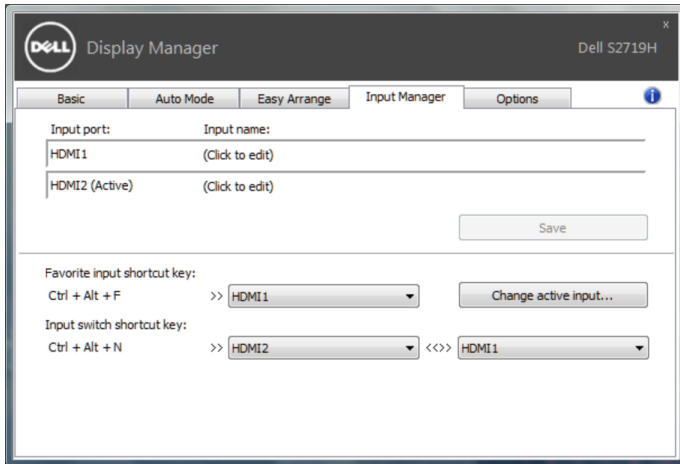 x
DELL Display Manager Dell S2719H
Basic Auto Mode Easy Arrange Input Manager Options i
Input port: Input name:
HDMI1 (Click to edit)
HDMI2 (Active) (Click to edit)
Save
Favorite input shortcut key:
Ctrl + Alt + F >> HDMI1 Change active input...
Input switch shortcut key:
Ctrl + Alt + N >> HDMI2 <<>> HDMI1